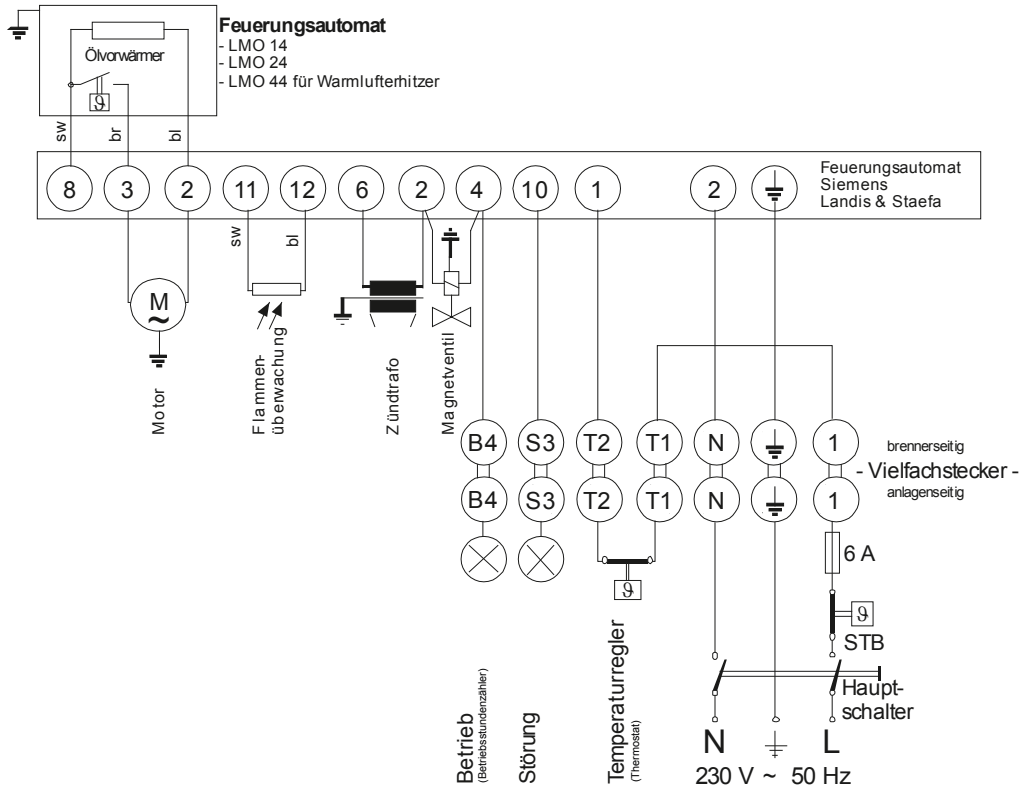 Feuerungsautomat
- LMO 14
- LMO 24
- LMO 44 für Warmlufterhitzer
Ölvorwärmer
ϑ
sw
br
bl
Feuerungsautomat
Siemens
Landis & Staefa
8
3
2
11
12
6
2
4
10
1
2
sw
bl
M
~
Motor
Flammen-
überwachung
Zündtrafo
Magnetventil
B4
S3
T2
T1
N
1
brennerseitig
- Vielfachstecker -
anlagenseitig
B4
S3
T2
T1
N
1
6 A
ϑ
ϑ
STB
Haupt-
schalter
Betrieb
(Betriebsstundenzähler)
Störung
Temperaturregler
(Thermostat)
N
L
230 V ~ 50 Hz